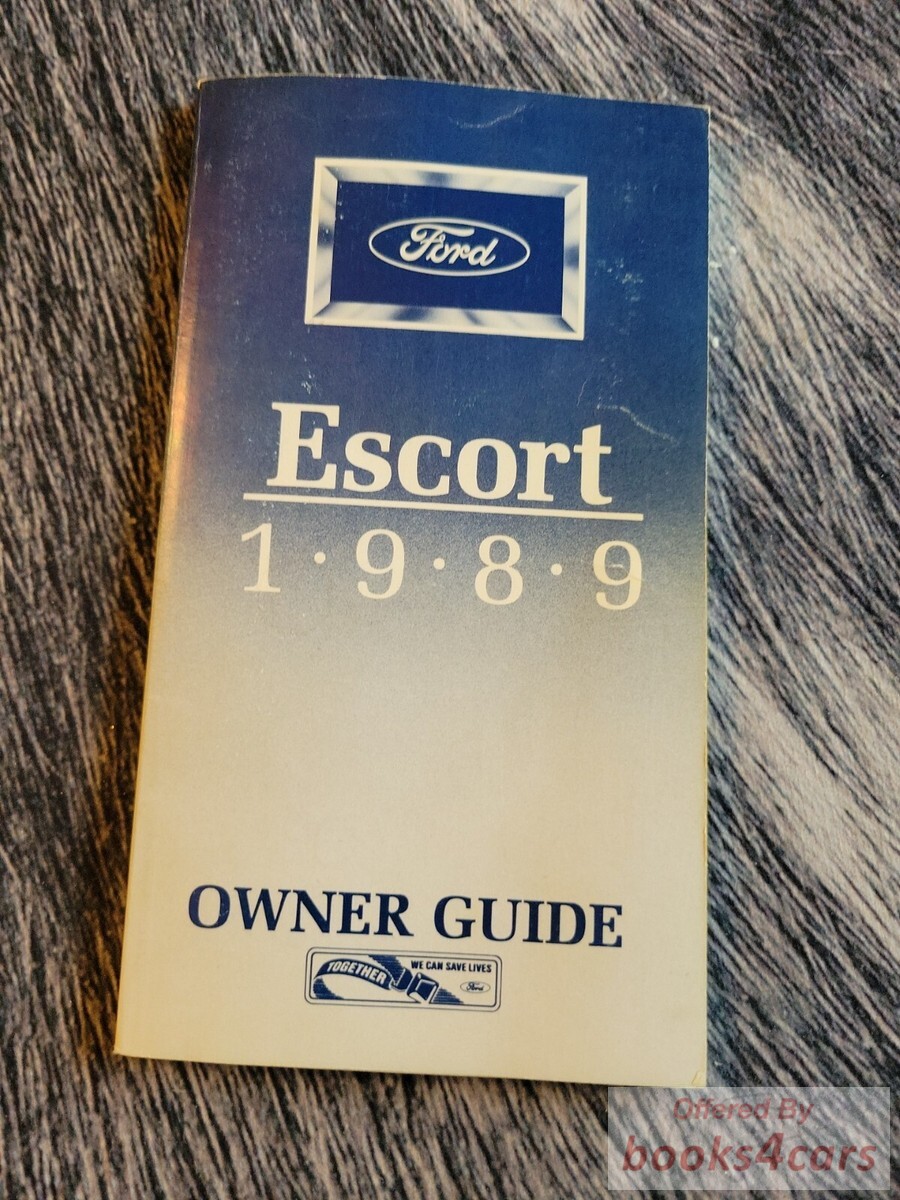 Ford
Escort
1·9·8·9
OWNER GUIDE
TOGETHER WE CAN SAVE LIVES
Ford
Offered By
books4cars